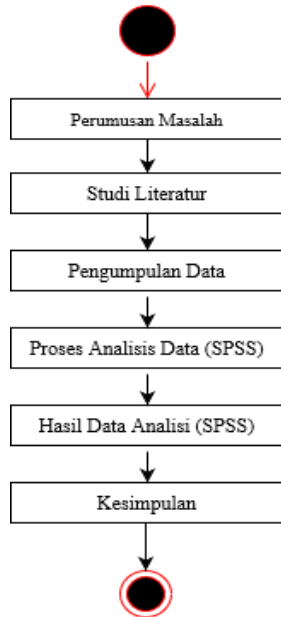 Perumusan Masalah
Studi Literatur
Pengumpulan Data
Proses Analisis Data (SPSS)
Hasil Data Analisi (SPSS)
Kesimpulan